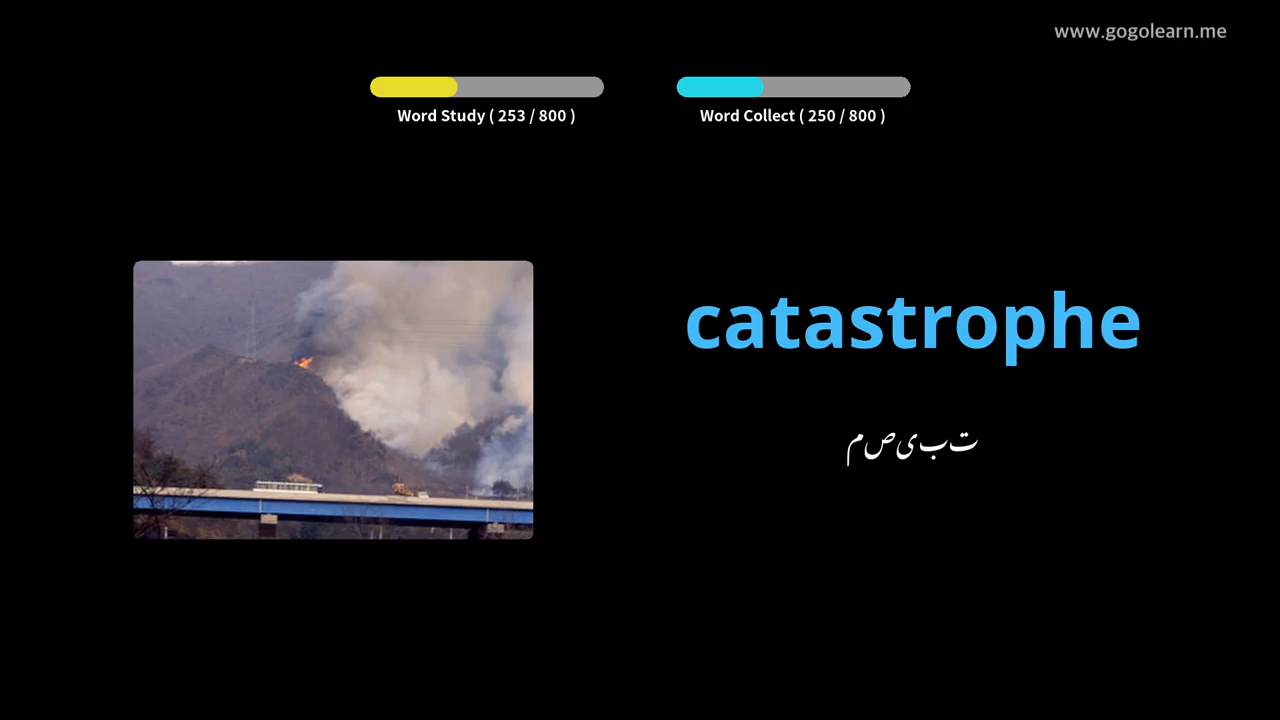 www.gogolearn.me
Word Study ( 253 / 800 )
Word Collect ( 250 / 800 )
catastrophe
ت ب ی ص م